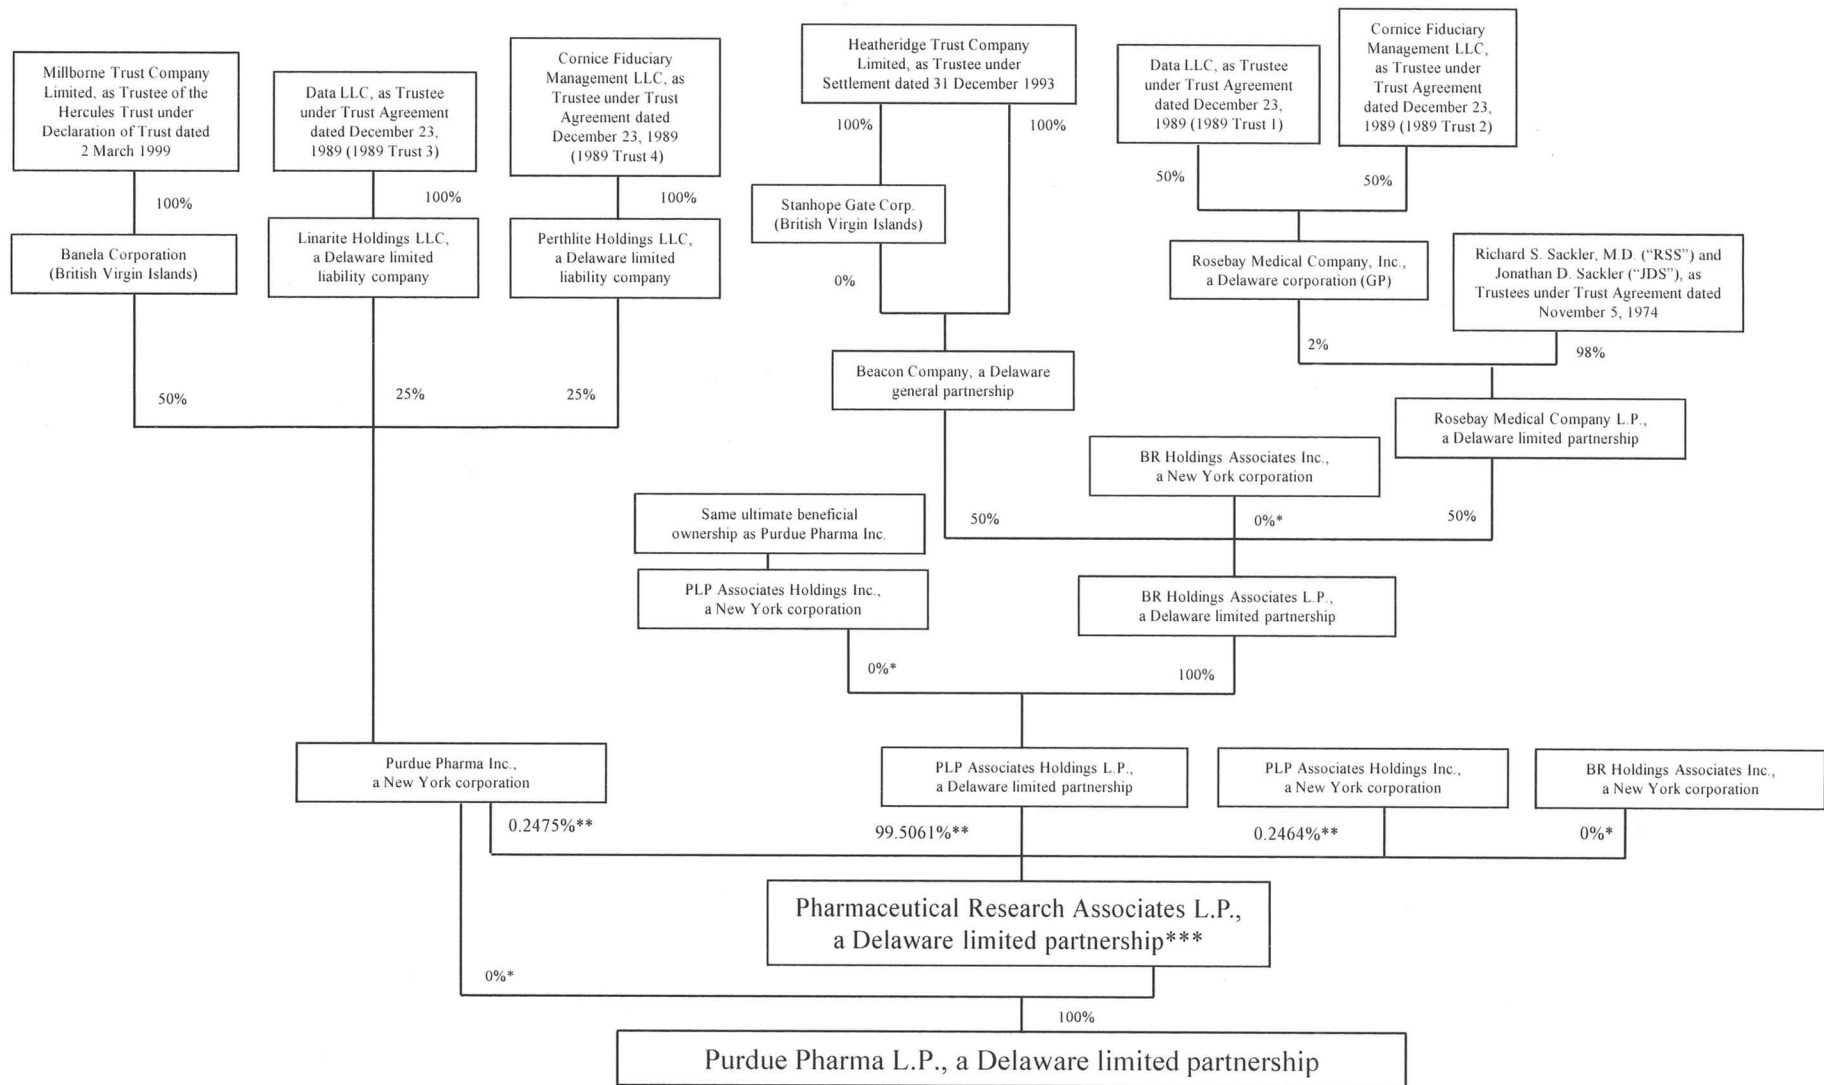 Millborne Trust Company
Limited, as Trustee of the
Hercules Trust under
Declaration of Trust dated
2 March 1999
Data LLC, as Trustee
under Trust Agreement
dated December 23,
1989 (1989 Trust 3)
Cornice Fiduciary
Management LLC, as
Trustee under Trust
Agreement dated
December 23, 1989
(1989 Trust 4)
Heatheridge Trust Company
Limited, as Trustee under
Settlement dated 31 December 1993
Data LLC, as Trustee
under Trust Agreement
dated December 23,
1989 (1989 Trust 1)
Cornice Fiduciary
Management LLC,
as Trustee under
Trust Agreement
dated December 23,
1989 (1989 Trust 2)
100%
100%
100%
100%
100%
50%
50%
Banela Corporation
(British Virgin Islands)
Linarite Holdings LLC,
a Delaware limited
liability company
Perthlite Holdings LLC,
a Delaware limited
liability company
Stanhope Gate Corp.
(British Virgin Islands)
Rosebay Medical Company, Inc.,
a Delaware corporation (GP)
Richard S. Sackler, M.D. (“RSS”) and
Jonathan D. Sackler (“JDS”), as
Trustees under Trust Agreement dated
November 5, 1974
0%
2%
98%
50%
25%
25%
Beacon Company, a Delaware
general partnership
Rosebay Medical Company L.P.,
a Delaware limited partnership
BR Holdings Associates Inc.,
a New York corporation
Same ultimate beneficial
ownership as Purdue Pharma Inc.
50%
0%*
50%
PLP Associates Holdings Inc.,
a New York corporation
BR Holdings Associates L.P.,
a Delaware limited partnership
0%*
100%
Purdue Pharma Inc.,
a New York corporation
PLP Associates Holdings L.P.,
a Delaware limited partnership
PLP Associates Holdings Inc.,
a New York corporation
BR Holdings Associates Inc.,
a New York corporation
0.2475%**
99.5061%**
0.2464%**
0%*
Pharmaceutical Research Associates L.P.,
a Delaware limited partnership***
0%*
100%
Purdue Pharma L.P., a Delaware limited partnership